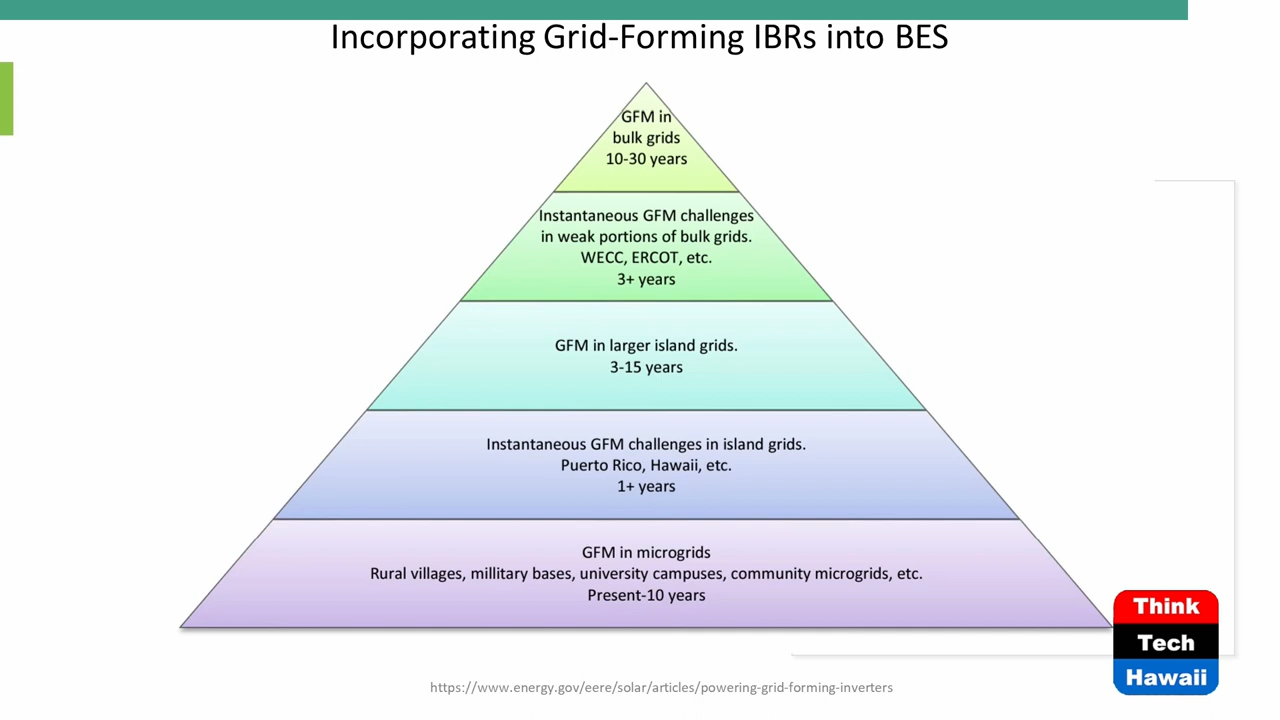 Incorporating Grid-Forming IBRs into BES
GFM in
bulk grids
10-30 years
Instantaneous GFM challenges
in weak portions of bulk grids.
WECC, ERCOT, etc.
3+ years
GFM in larger island grids.
3-15 years
Instantaneous GFM challenges in island grids.
Puerto Rico, Hawaii, etc.
1+ years
GFM in microgrids
Rural villages, millitary bases, university campuses, community microgrids, etc.
Present-10 years
Think
Tech
Hawaii
https://www.energy.gov/eere/solar/articles/powering-grid-forming-inverters